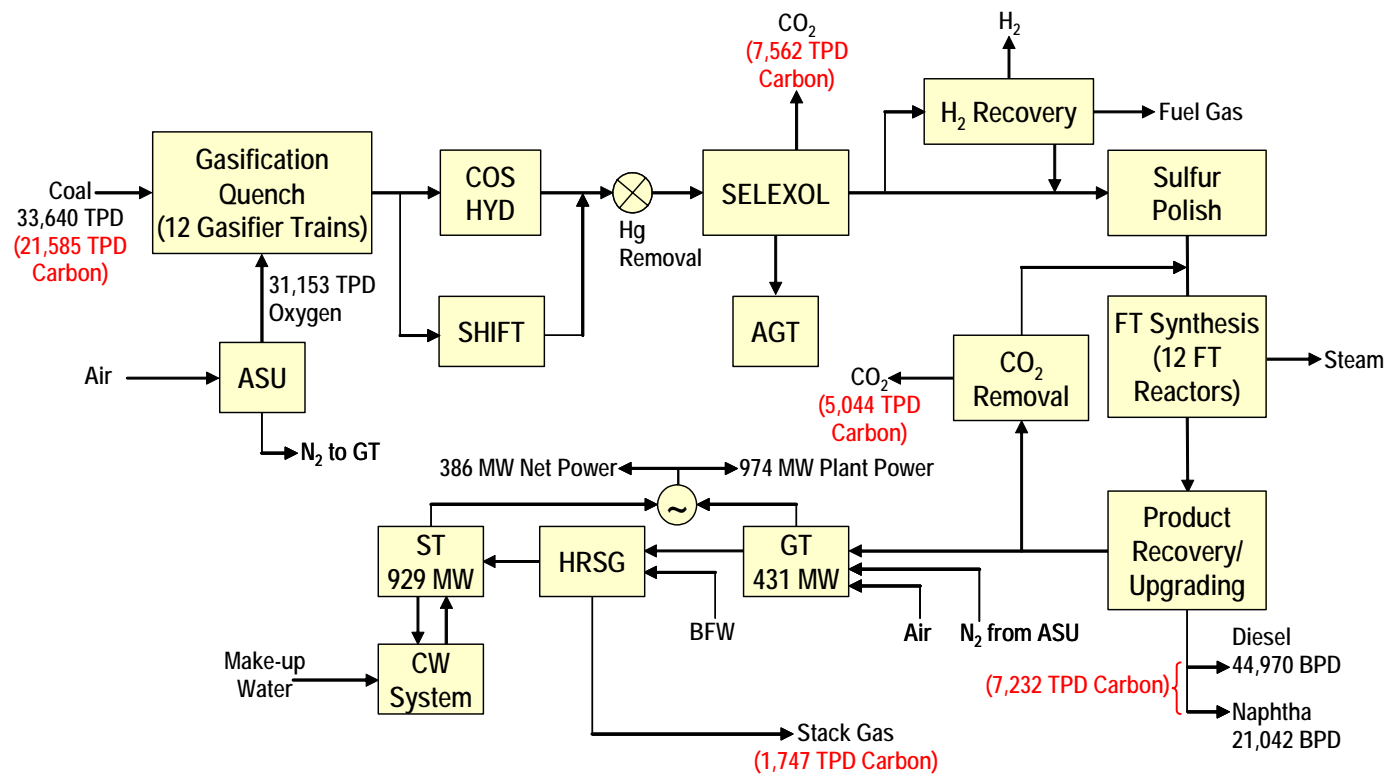 CO₂
(7,562 TPD
Carbon)
H₂
H₂ Recovery
Fuel Gas
Gasification
Quench
(12 Gasifier Trains)
Coal
33,640 TPD
(21,585 TPD
Carbon)
COS
HYD
Hg
Removal
SELEXOL
Sulfur
Polish
31,153 TPD
Oxygen
SHIFT
AGT
Air
ASU
N₂ to GT
CO₂
(5,044 TPD
Carbon)
CO₂
Removal
FT Synthesis
(12 FT
Reactors)
Steam
386 MW Net Power
974 MW Plant Power
~
ST
929 MW
HRSG
GT
431 MW
Product
Recovery/
Upgrading
BFW
Air
N₂ from ASU
Make-up
Water
CW
System
Diesel
44,970 BPD
(7,232 TPD Carbon)
Naphtha
21,042 BPD
Stack Gas
(1,747 TPD Carbon)